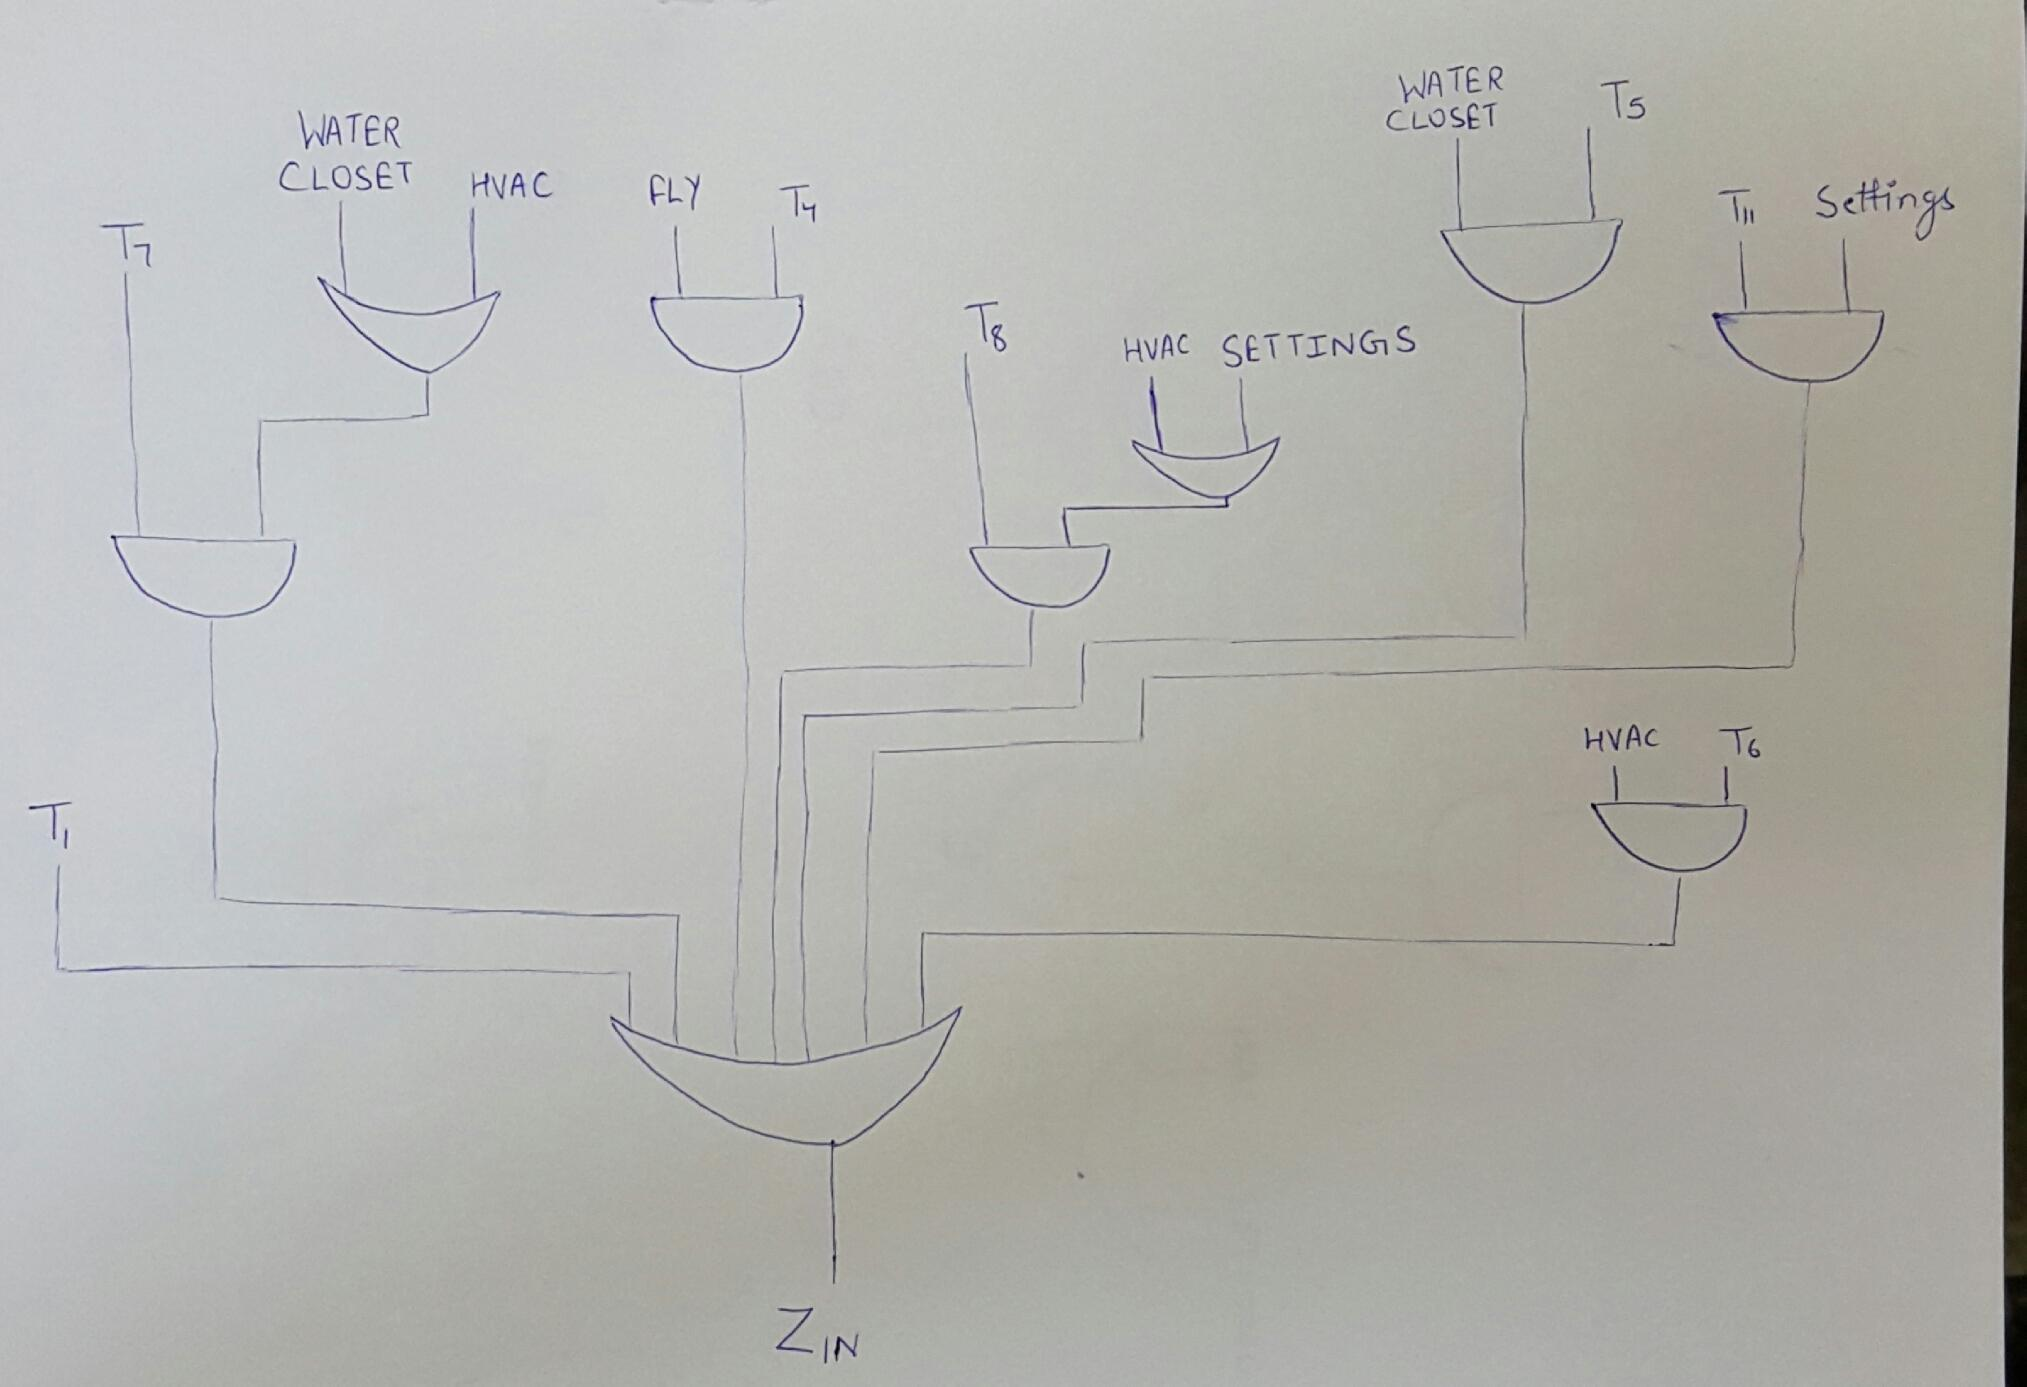 WATER
CLOSET
T5
WATER
CLOSET
HVAC
FLY
T4
T11
Settings
T7
T8
HVAC
SETTINGS
HVAC
T6
T1
ZIN